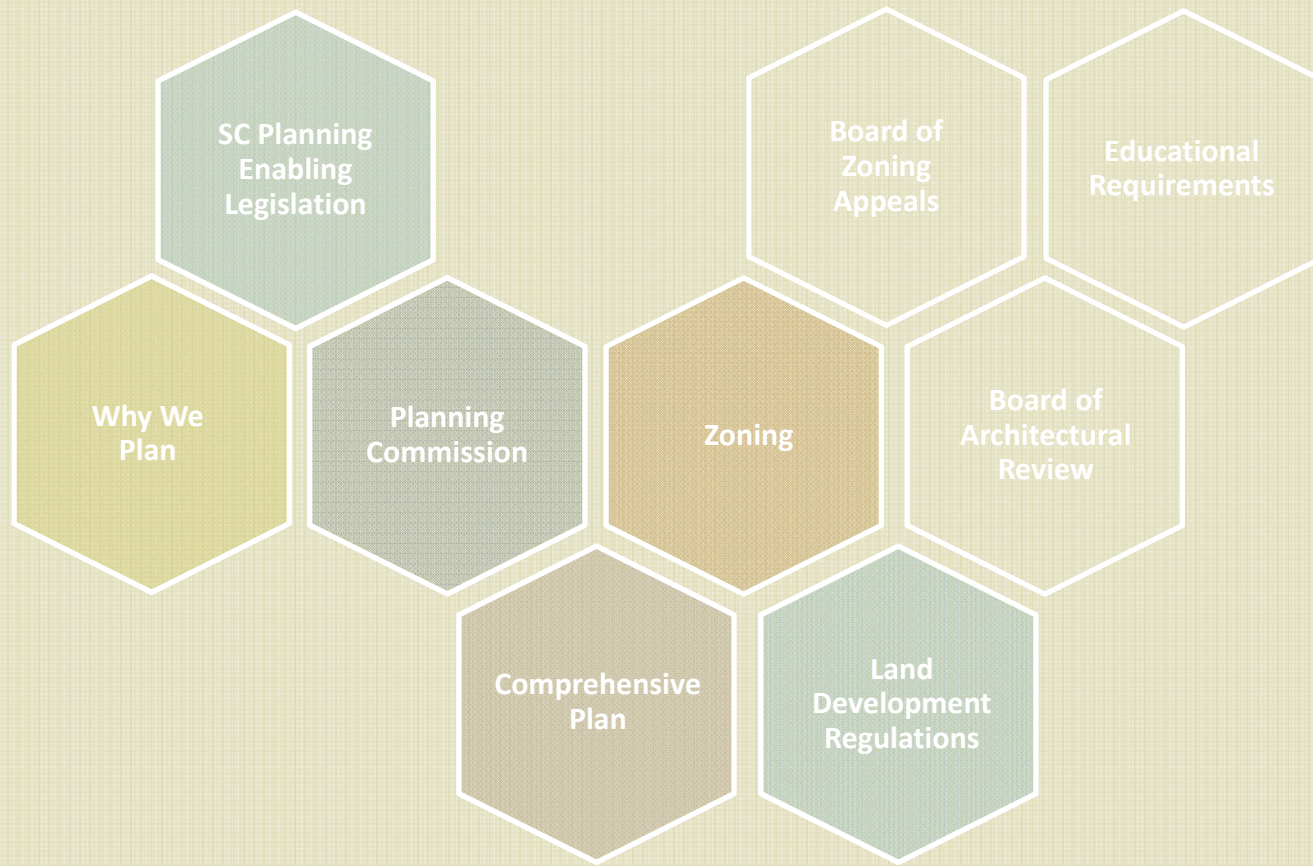 SC Planning
Enabling
Legislation
Board of
Zoning
Appeals
Educational
Requirements
Why We
Plan
Planning
Commission
Zoning
Board of
Architectural
Review
Comprehensive
Plan
Land
Development
Regulations